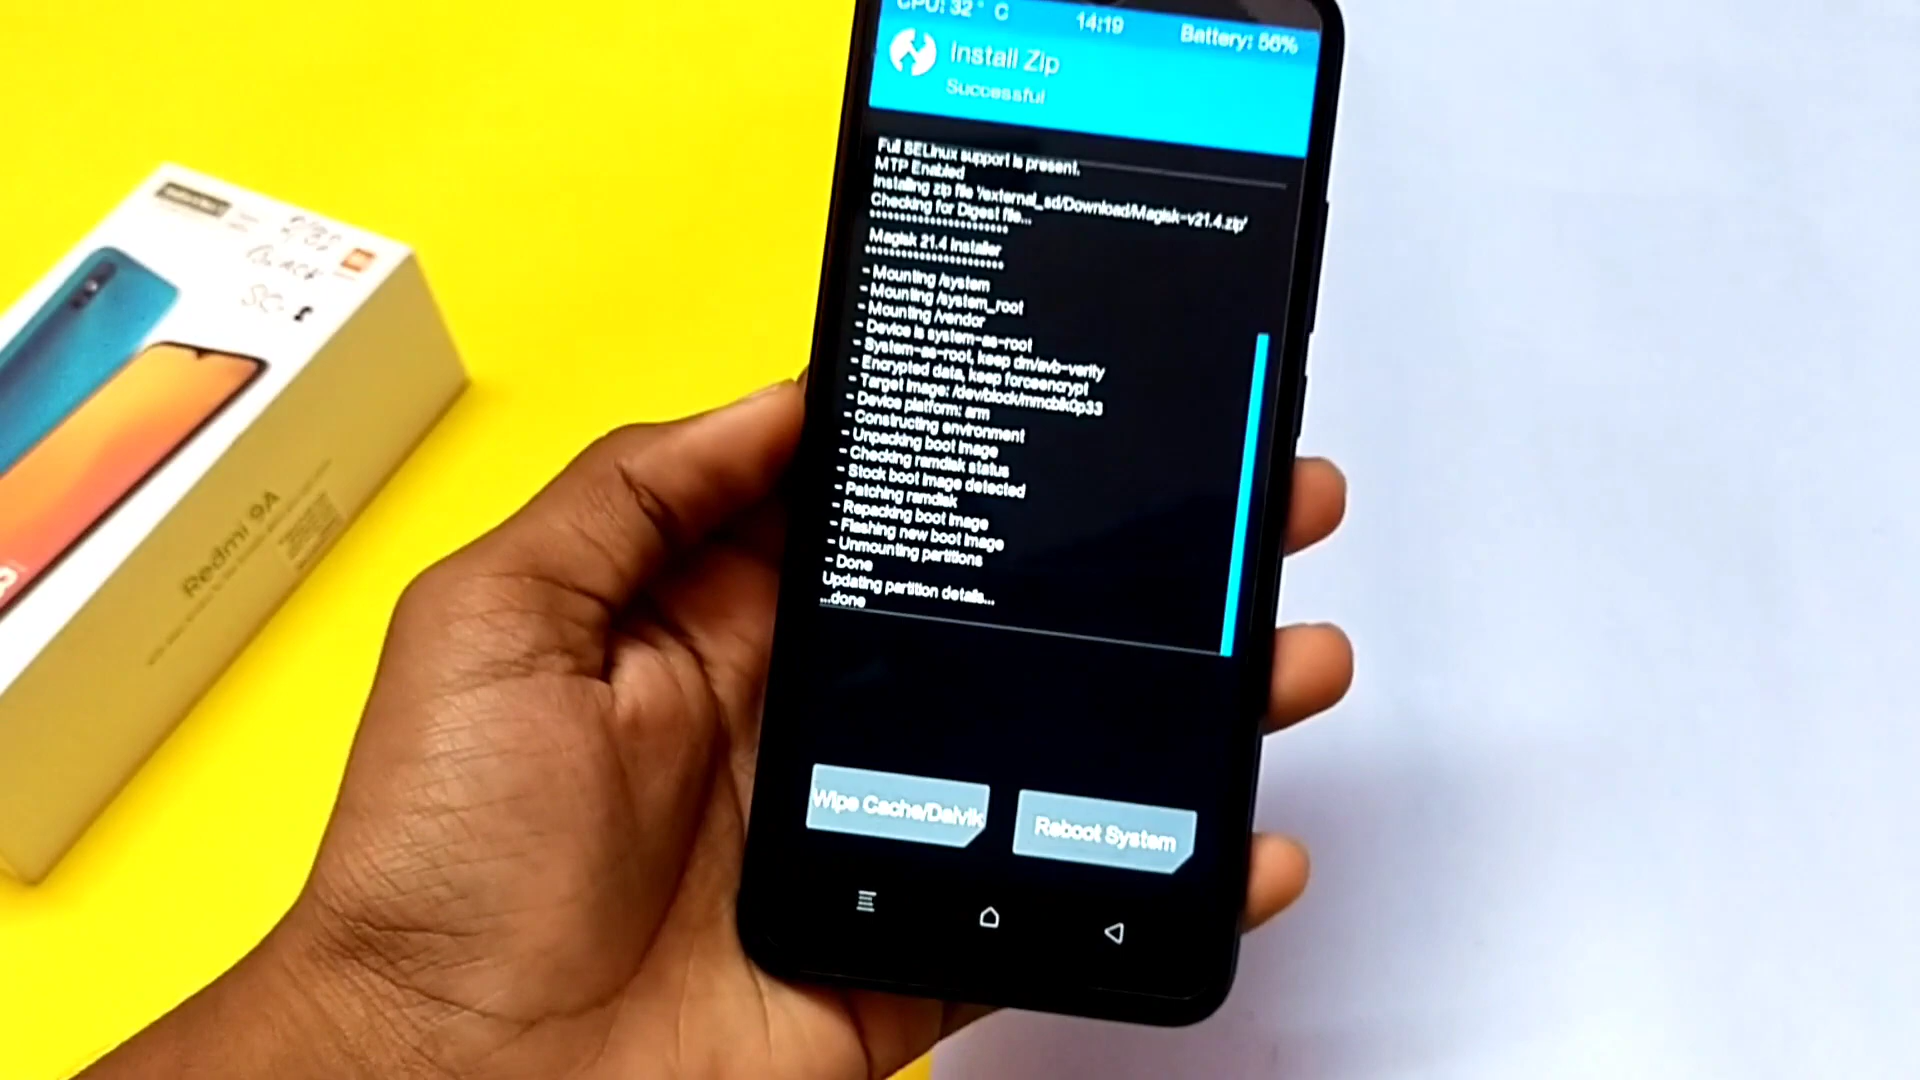 CPU: 32° C
14:19
Battery: 56%
Install Zip
Successful
Full SELinux support is present.
MTP Enabled
Installing zip file '/external_sd/Download/Magisk-v21.4.zip'
Checking for Digest file...
************************
Magisk 21.4 Installer
************************
- Mounting /system
- Mounting /system_root
- Mounting /vendor
- Device is system-as-root
- System-as-root, keep dm/avb-verity
- Encrypted data, keep forceencrypt
- Target image: /dev/block/mmcblk0p33
- Device platform: arm
- Constructing environment
- Unpacking boot image
- Checking ramdisk status
- Stock boot image detected
- Patching ramdisk
- Repacking boot image
- Flashing new boot image
- Unmounting partitions
- Done
Updating partition details...
...done
Wipe Cache/Dalvik
Reboot System
2/32
BLACK
Redmi 9A